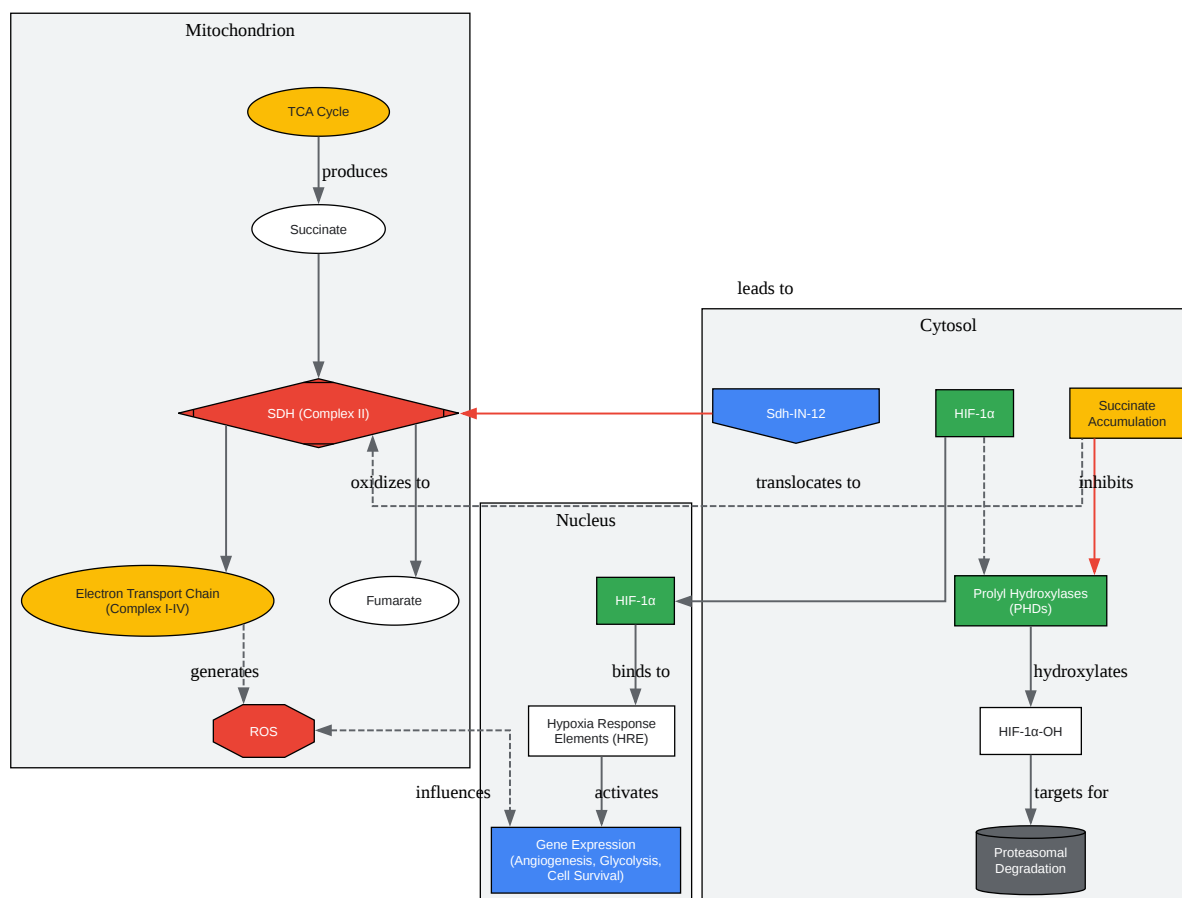 Mitochondrion
TCA Cycle
produces
Succinate
leads to
Cytosol
SDH (Complex II)
Sdh-IN-12
HIF-1α
Succinate
Accumulation
oxidizes to
translocates to
inhibits
Nucleus
Electron Transport Chain
(Complex I-IV)
Fumarate
HIF-1α
Prolyl Hydroxylases
(PHDs)
generates
binds to
hydroxylates
ROS
Hypoxia Response
Elements (HRE)
HIF-1α-OH
influences
activates
targets for
Gene Expression
(Angiogenesis, Glycolysis,
Cell Survival)
Proteasomal
Degradation